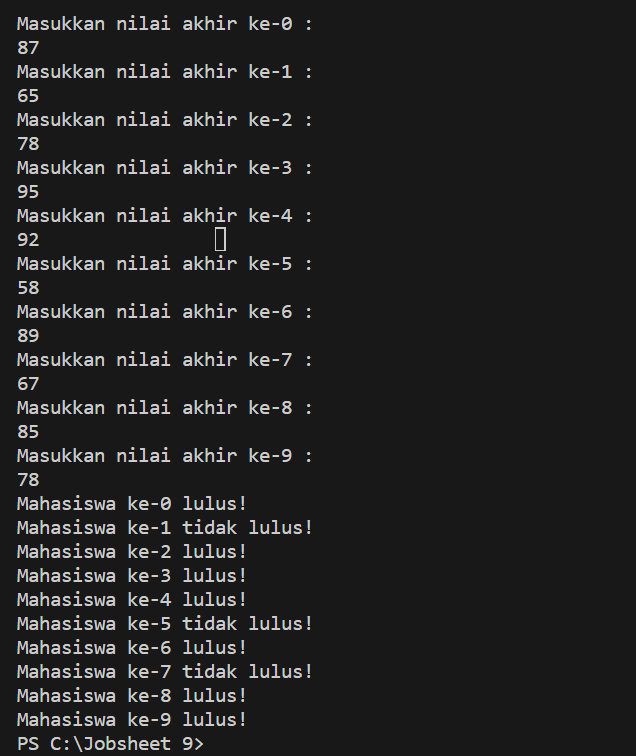 Masukkan nilai akhir ke-0 :
87
Masukkan nilai akhir ke-1 :
65
Masukkan nilai akhir ke-2 :
78
Masukkan nilai akhir ke-3 :
95
Masukkan nilai akhir ke-4 :
92
Masukkan nilai akhir ke-5 :
58
Masukkan nilai akhir ke-6 :
89
Masukkan nilai akhir ke-7 :
67
Masukkan nilai akhir ke-8 :
85
Masukkan nilai akhir ke-9 :
78
Mahasiswa ke-0 lulus!
Mahasiswa ke-1 tidak lulus!
Mahasiswa ke-2 lulus!
Mahasiswa ke-3 lulus!
Mahasiswa ke-4 lulus!
Mahasiswa ke-5 tidak lulus!
Mahasiswa ke-6 lulus!
Mahasiswa ke-7 tidak lulus!
Mahasiswa ke-8 lulus!
Mahasiswa ke-9 lulus!
PS C:\Jobsheet 9>